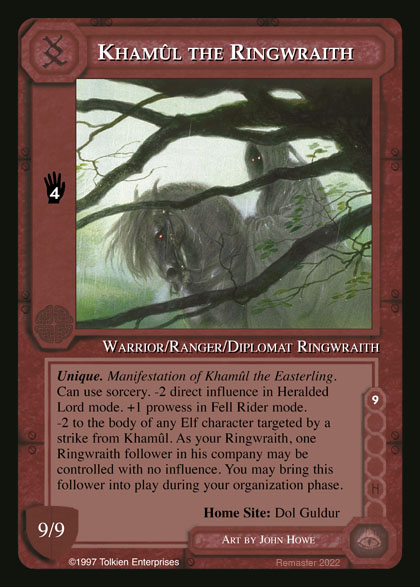 KHAMÛL THE RINGWRAITH
4
WARRIOR/RANGER/DIPLOMAT RINGWRAITH
Unique. Manifestation of Khamûl the Easterling.
Can use sorcery. -2 direct influence in Heralded
Lord mode. +1 prowess in Fell Rider mode.
-2 to the body of any Elf character targeted by a
strike from Khamûl. As your Ringwraith, one
Ringwraith follower in his company may be
controlled with no influence. You may bring this
follower into play during your organization phase.
9
H
Home Site: Dol Guldur
9/9
ART BY JOHN HOWE
©1997 Tolkien Enterprises
Remaster 2022